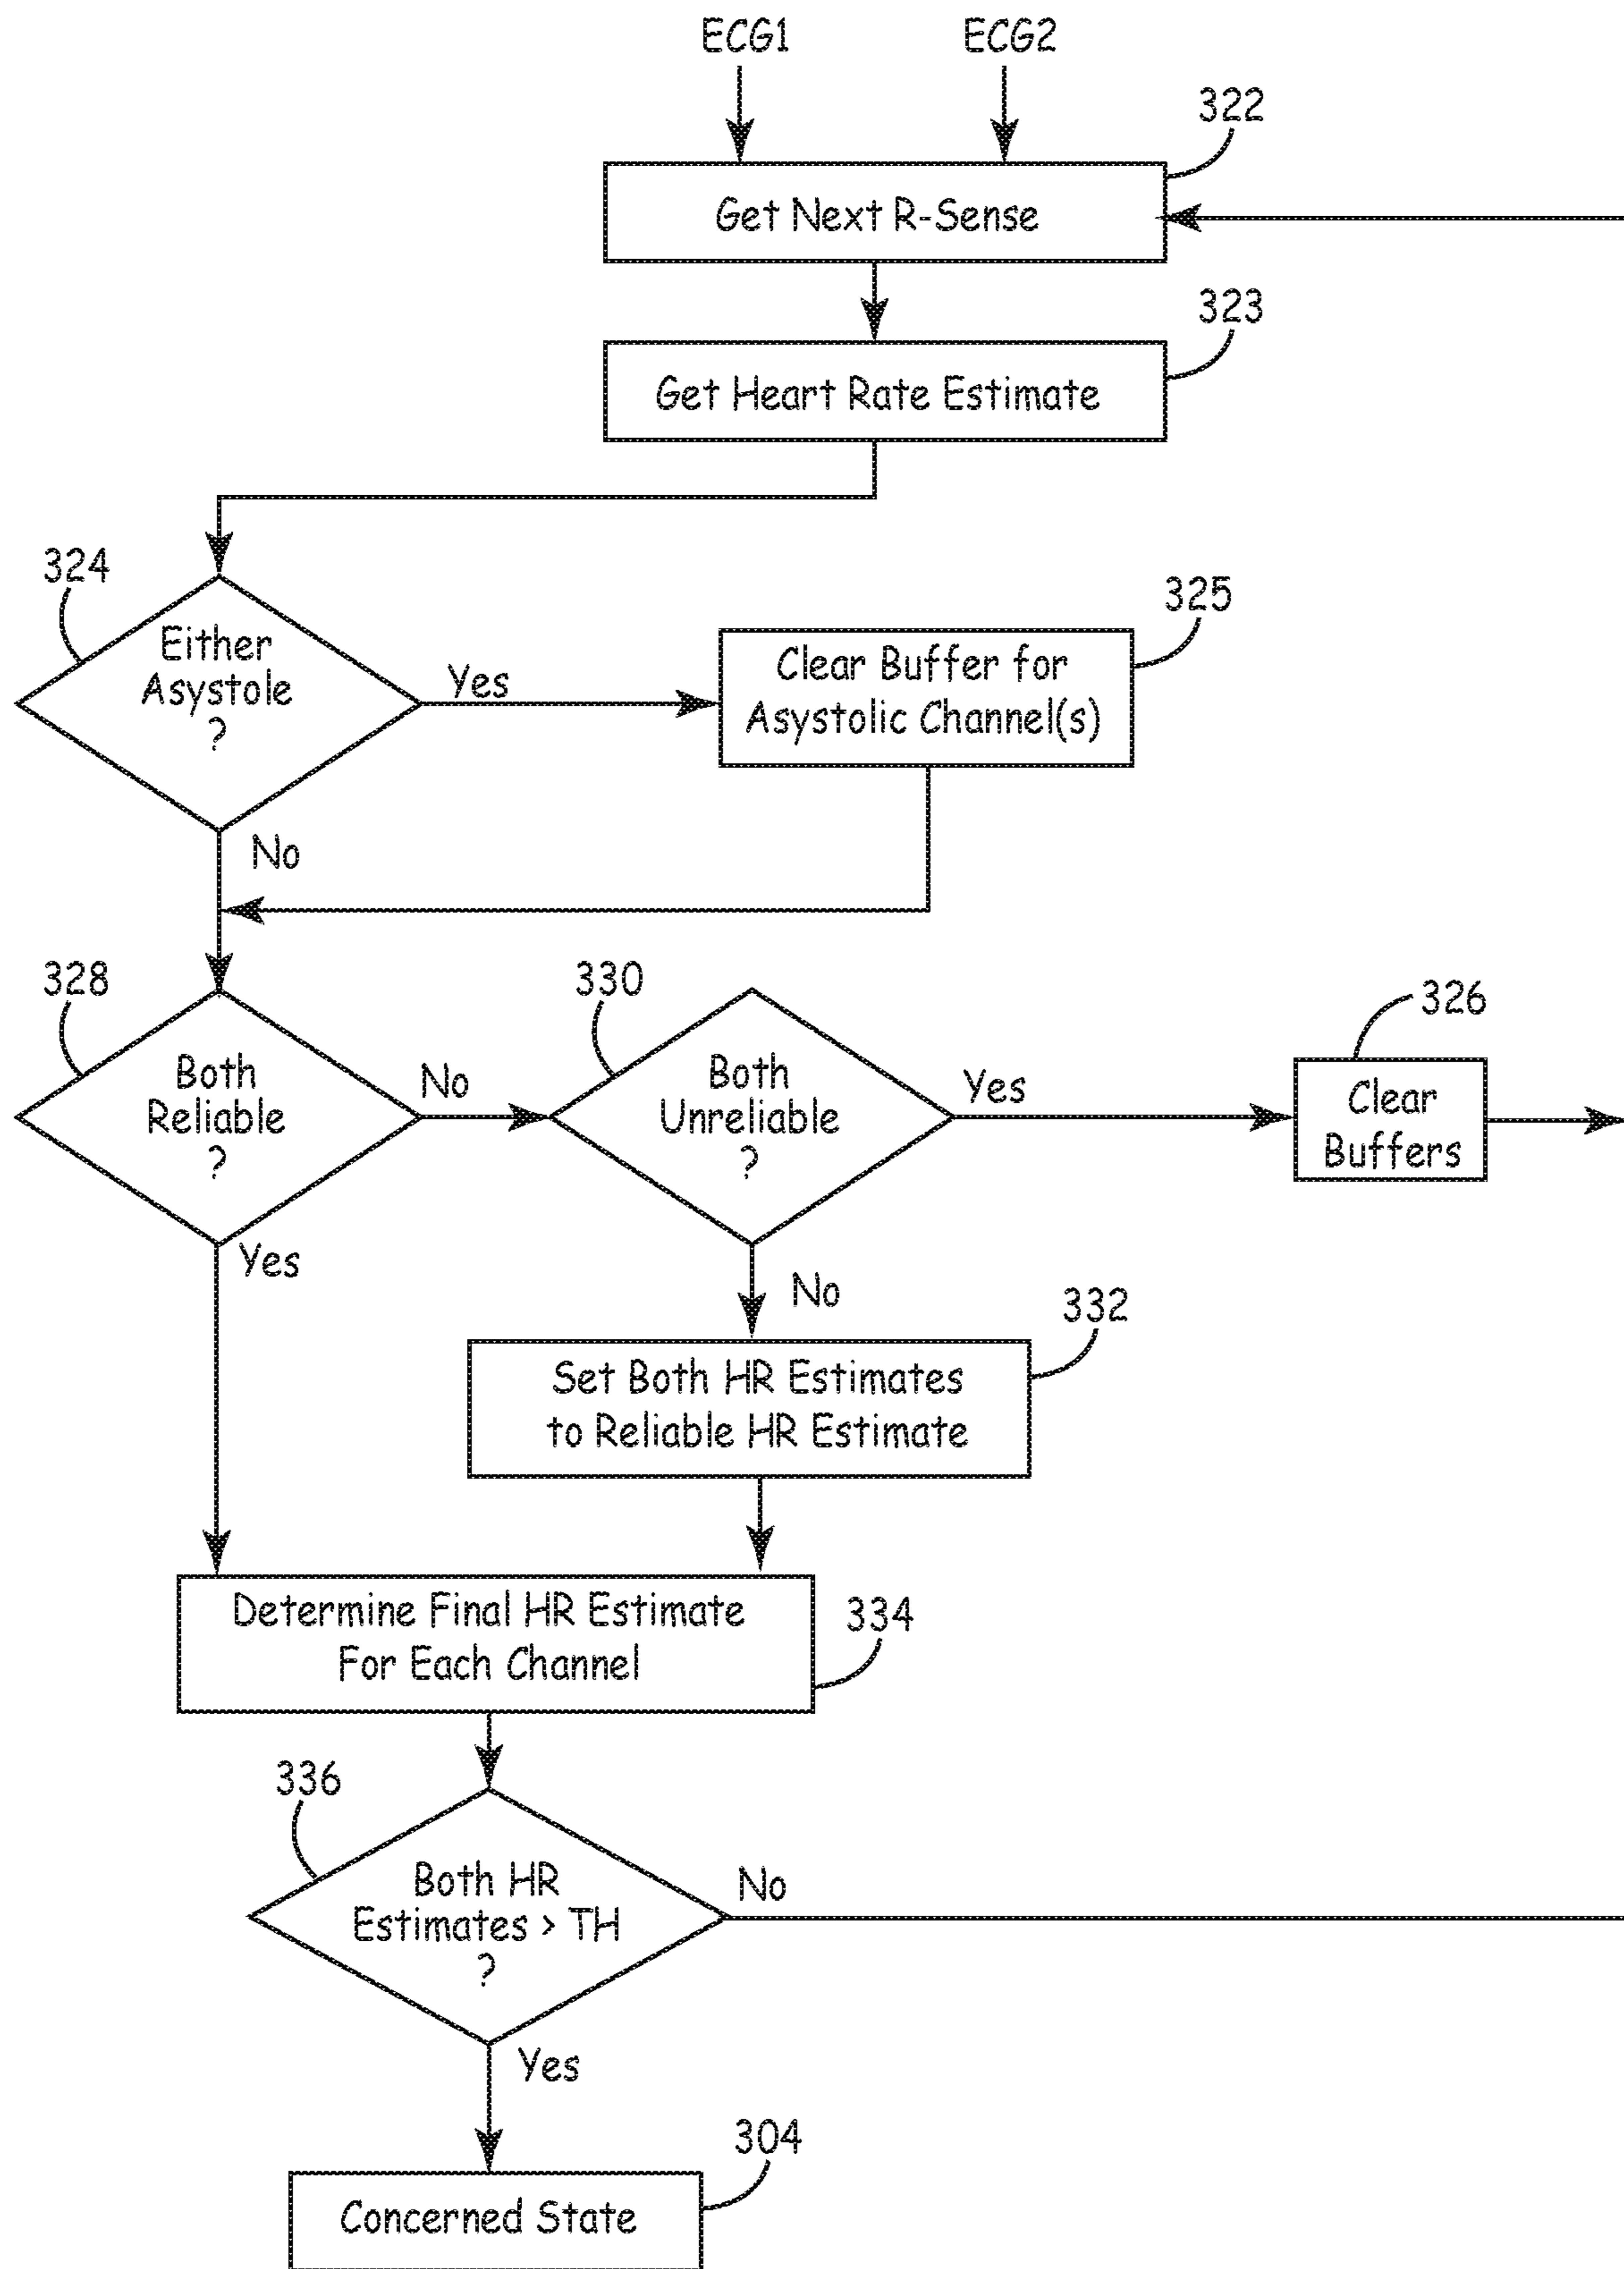 ECG1
ECG2
322
Get Next R-Sense
323
Get Heart Rate Estimate
324
Either
Asystole
?
Yes
325
Clear Buffer for
Asystolic Channel(s)
No
328
Both
Reliable
?
No
330
Both
Unreliable
?
Yes
326
Clear
Buffers
Yes
No
332
Set Both HR Estimates
to Reliable HR Estimate
Determine Final HR Estimate
For Each Channel
334
336
Both HR
Estimates > TH
?
No
Yes
304
Concerned State